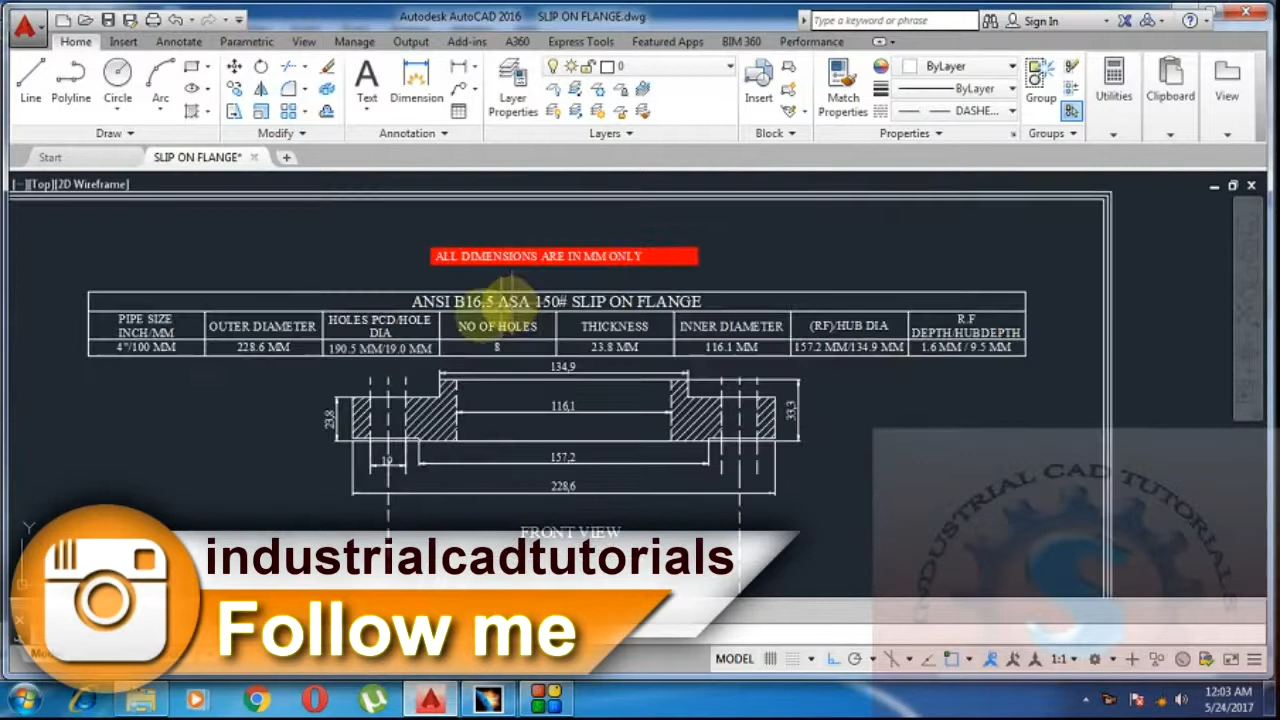 Autodesk AutoCAD 2016 SLIP ON FLANGE.dwg
Type a keyword or phrase
Sign In
Home Insert Annotate Parametric View Manage Output Add-ins A360 Express Tools Featured Apps BIM 360 Performance
Line Polyline Circle Arc Text Dimension Layer Properties 0 Insert Match Properties ByLayer ByLayer DASHE... Group Utilities Clipboard View
Draw Modify Annotation Layers Block Properties Groups
Start SLIP ON FLANGE*
[−][Top][2D Wireframe]
ALL DIMENSIONS ARE IN MM ONLY
ANSI B16.5 ASA 150# SLIP ON FLANGE
PIPE SIZE INCH/MM OUTER DIAMETER HOLES PCD/HOLE DIA NO OF HOLES THICKNESS INNER DIAMETER (RF)/HUB DIA R.F DEPTH/HUBDEPTH
4"/100 MM 228.6 MM 190.5 MM/19.0 MM 8 23.8 MM 116.1 MM 157.2 MM/134.9 MM 1.6 MM / 9.5 MM
134,9
116,1
23,8
33,3
19
157,2
228,6
FRONT VIEW
Y
INDUSTRIAL CAD TUTORIALS
S
industrialcadtutorials
Follow me
MODEL 1:1
12:03 AM
5/24/2017